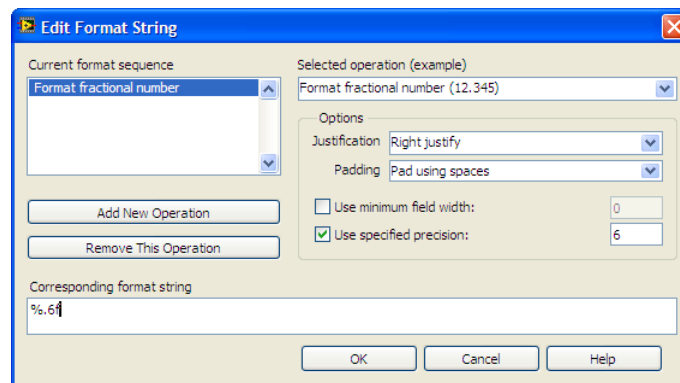 Edit Format String
Current format sequence
Format fractional number
Selected operation (example)
Format fractional number (12.345)
Options
Justification Right justify
Padding Pad using spaces
Use minimum field width: 0
Use specified precision: 6
Add New Operation
Remove This Operation
Corresponding format string
%.6f
OK Cancel Help